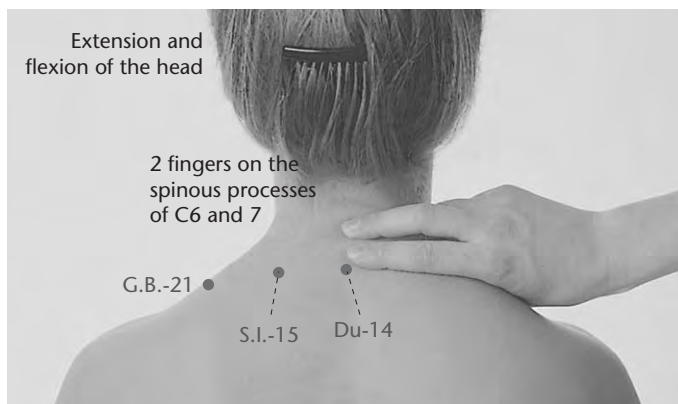 Extension and
flexion of the head
2 fingers on the
spinous processes
of C6 and 7
G.B.-21
S.I.-15
Du-14